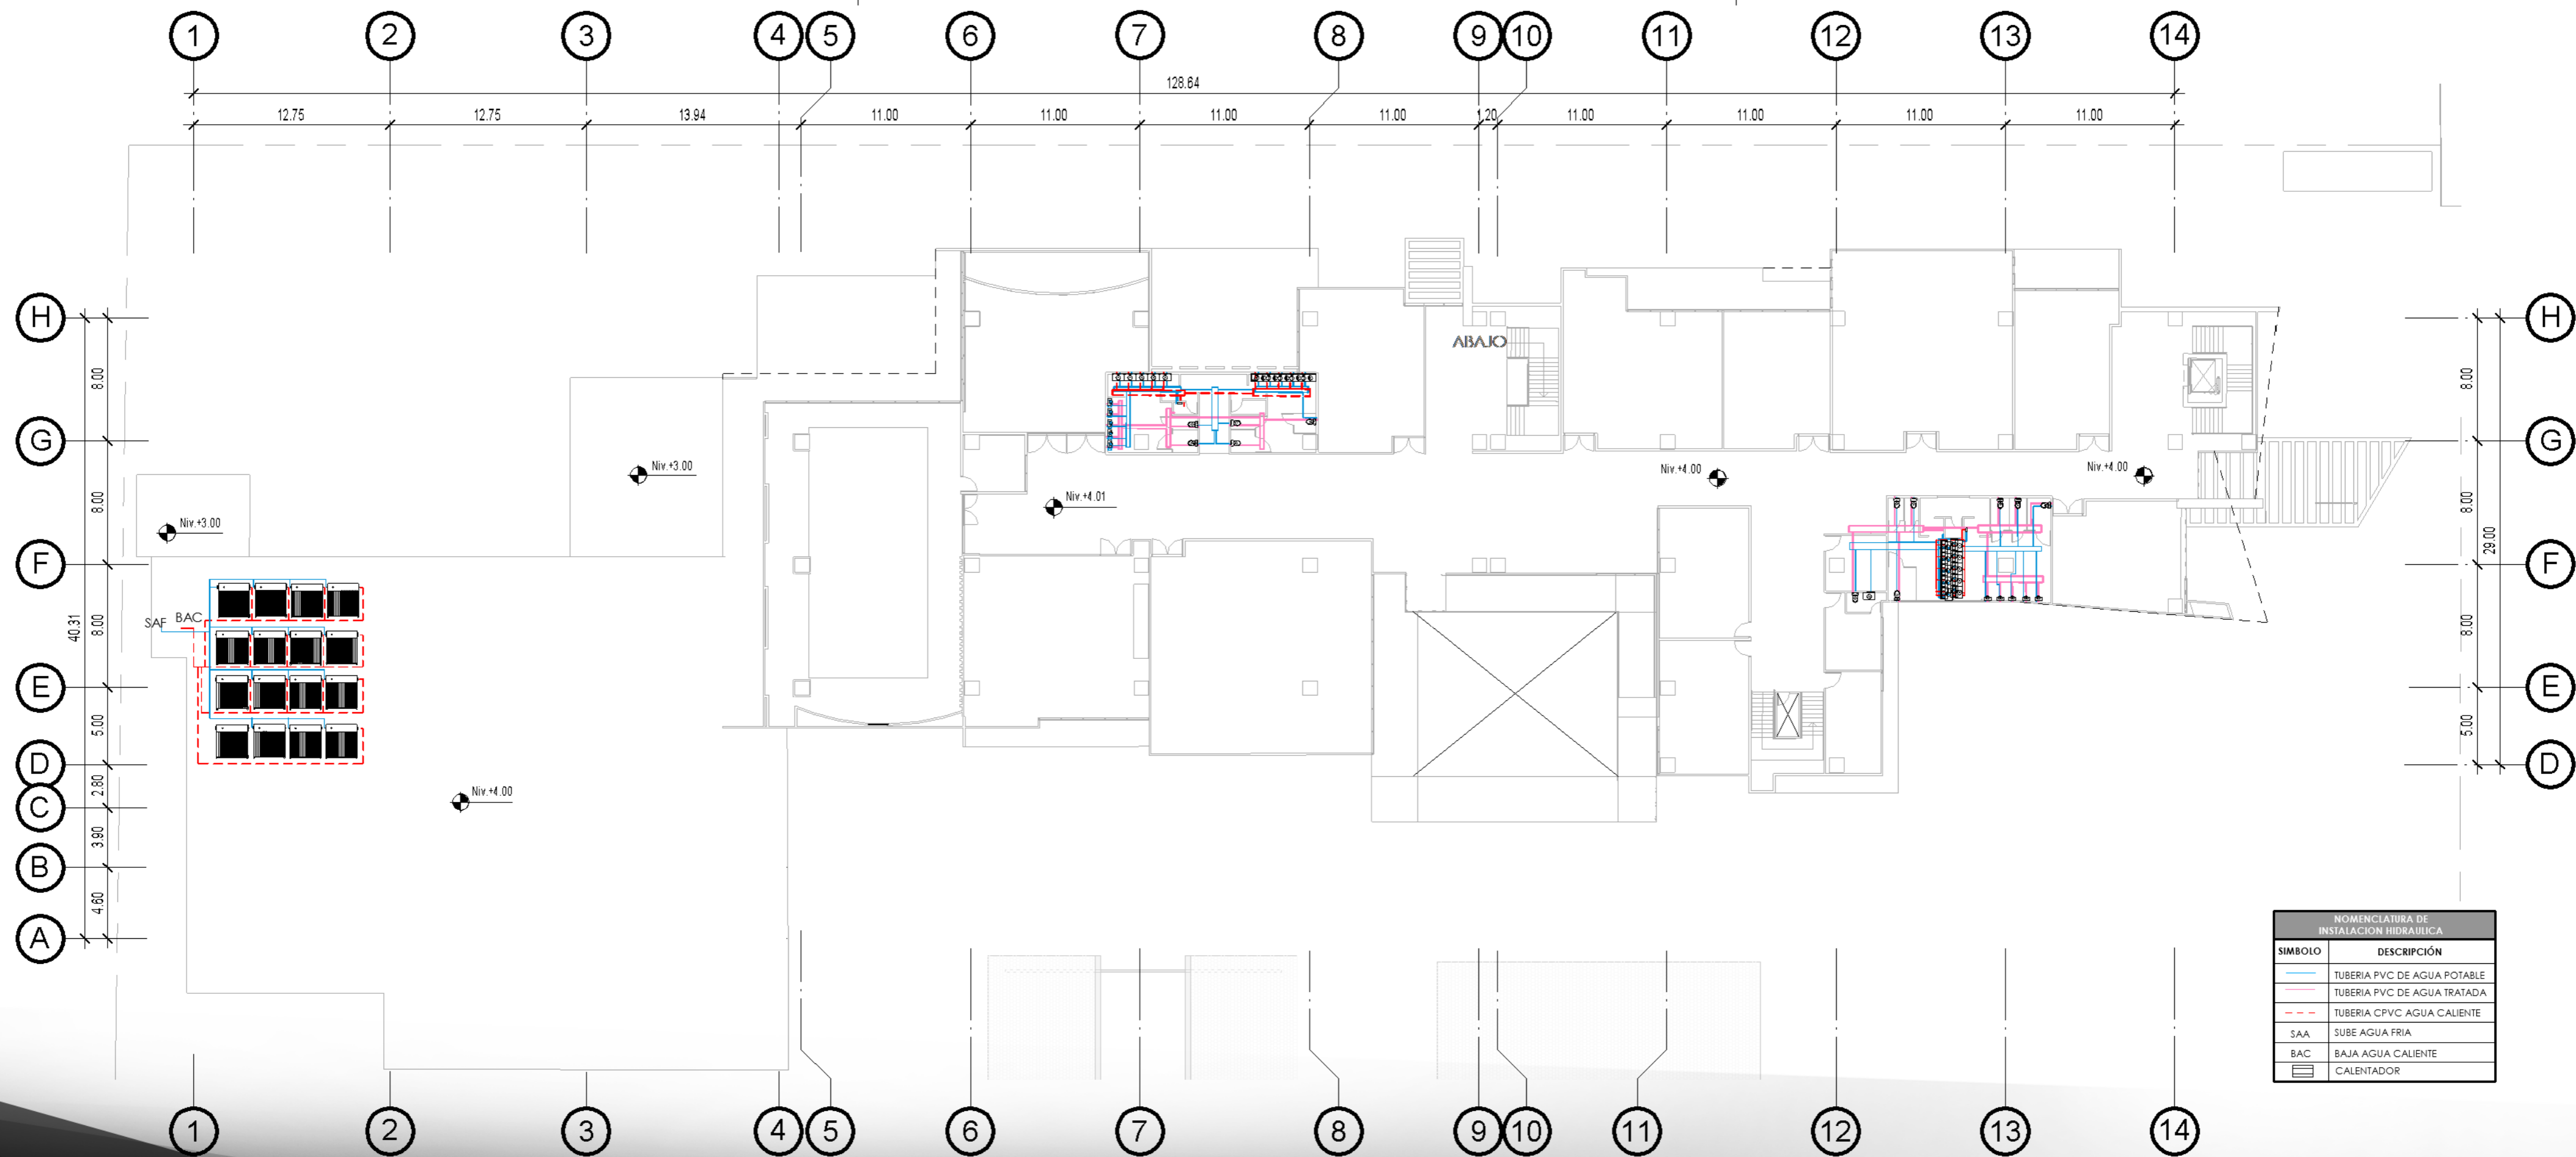 1 2 3 4 5 6 7 8 9 10 11 12 13 14
128.64
12.75 12.75 13.94 11.00 11.00 11.00 11.00 1.20 11.00 11.00 11.00 11.00
H H
8.00 8.00
ABAJO
G G
Niv.+3.00 Niv.+4.00 Niv.+4.00
8.00 Niv.+4.01 8.00
Niv.+3.00
29.00
F F
SAF BAC
40.31 8.00 8.00
E E
5.00 5.00
D D
2.80
Niv.+4.00
C
3.90
B
4.60
A
NOMENCLATURA DE
INSTALACION HIDRAULICA
SIMBOLO DESCRIPCIÓN
TUBERIA PVC DE AGUA POTABLE
TUBERIA PVC DE AGUA TRATADA
TUBERIA CPVC AGUA CALIENTE
SAA SUBE AGUA FRIA
BAC BAJA AGUA CALIENTE
CALENTADOR
1 2 3 4 5 6 7 8 9 10 11 12 13 14